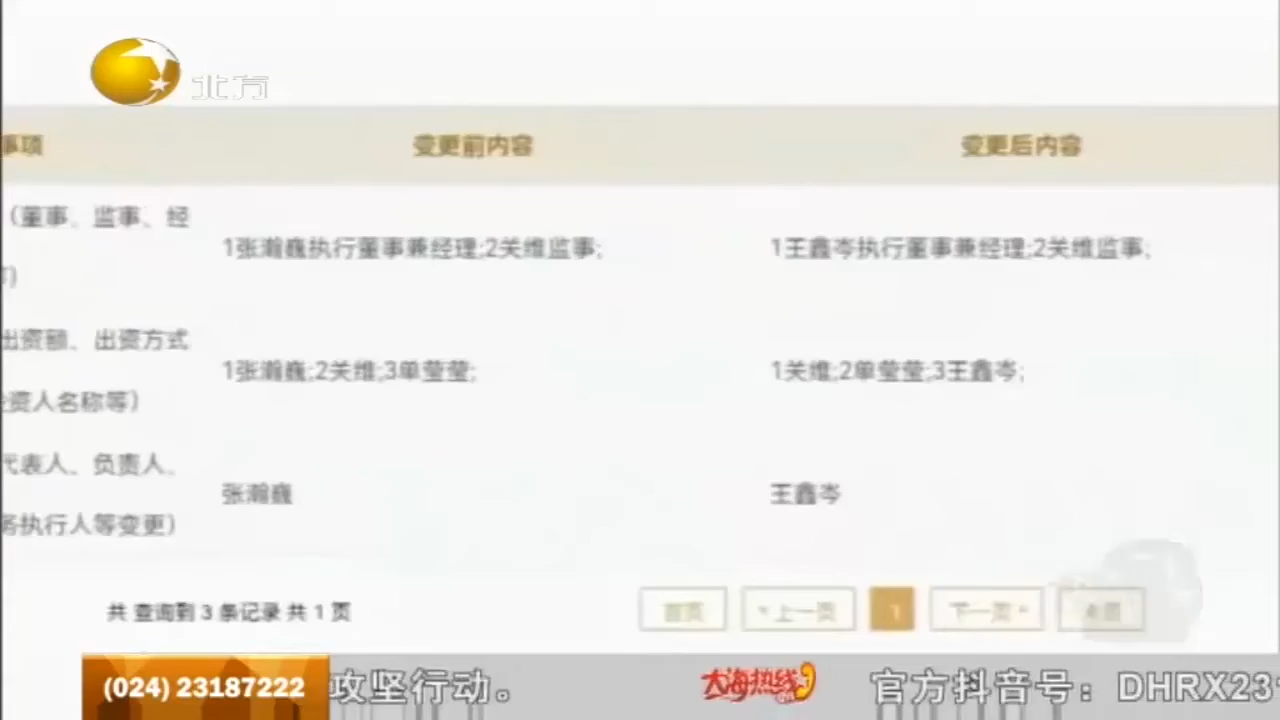 北方
事项
变更前内容
变更后内容
（董事、监事、经
1张瀚巍执行董事兼经理;2关维监事;
1王鑫岑执行董事兼经理;2关维监事;
出资额、出资方式
1张瀚巍;2关维;3单莹莹;
1关维;2单莹莹;3王鑫岑;
资人名称等）
代表人、负责人、
张瀚巍
王鑫岑
务执行人等变更）
共 查询到 3 条记录 共 1 页
首页
上一页
1
下一页
末页
(024) 23187222
攻坚行动。
大海热线
官方抖音号：DHRX23